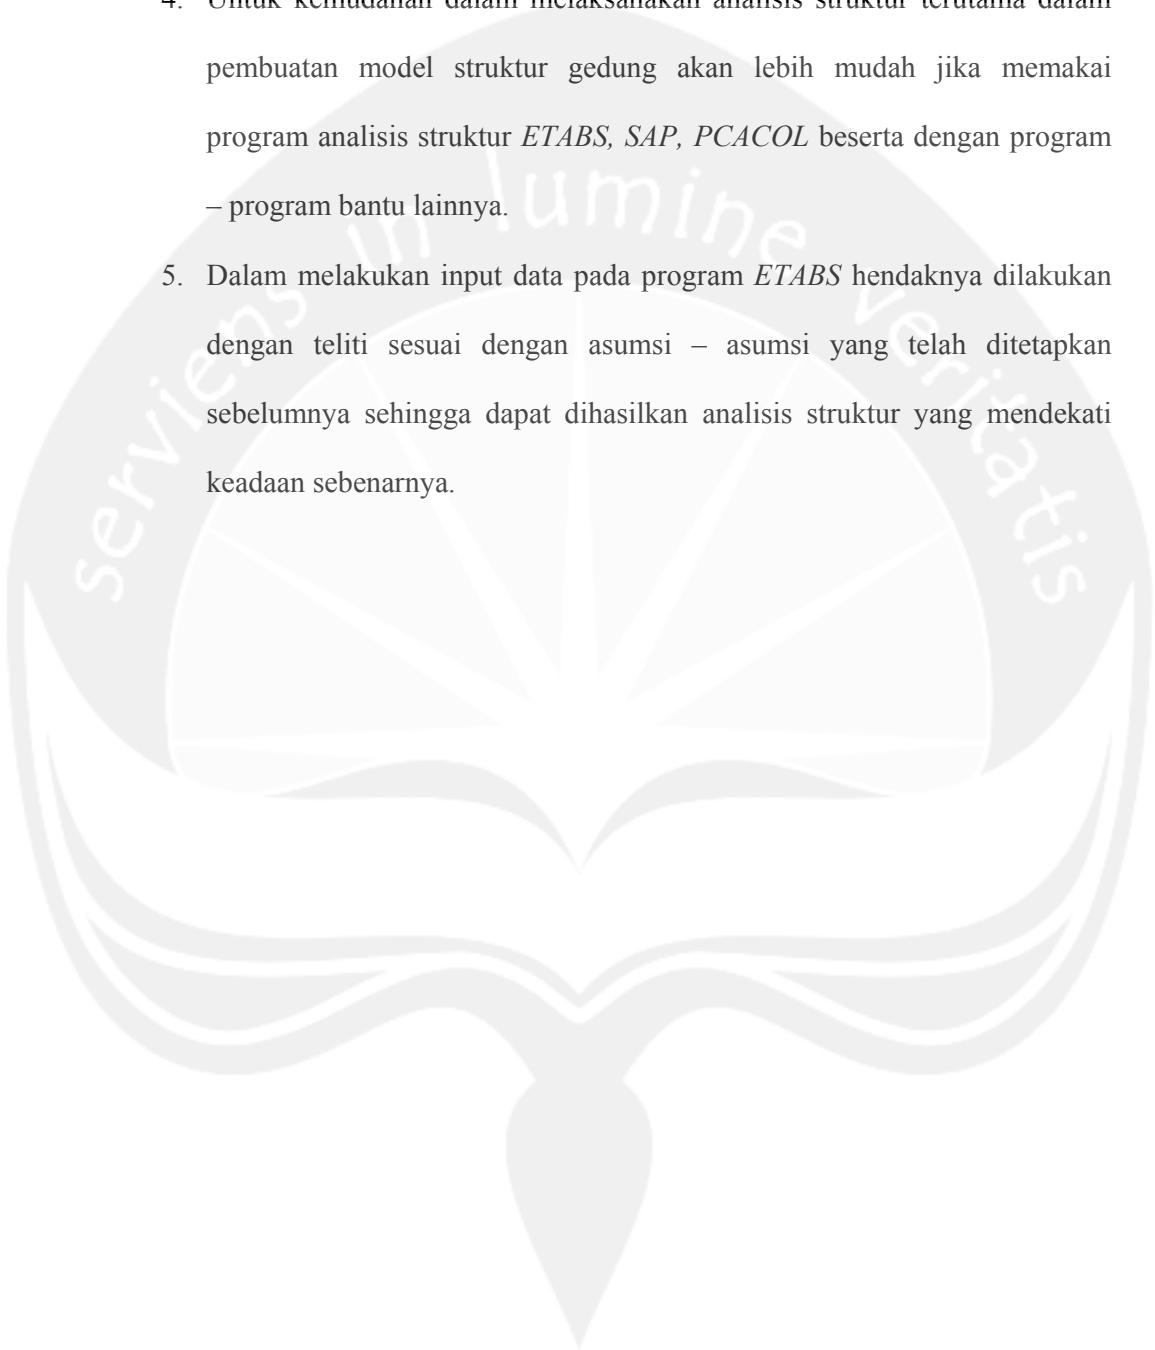 4. Untuk kemudahan dalam melaksanakan analisis struktur terutama dalam
pembuatan model struktur gedung akan lebih mudah jika memakai
program analisis struktur ETABS, SAP, PCACOL beserta dengan program
– program bantu lainnya.
5. Dalam melakukan input data pada program ETABS hendaknya dilakukan
dengan teliti sesuai dengan asumsi – asumsi yang telah ditetapkan
sebelumnya sehingga dapat dihasilkan analisis struktur yang mendekati
keadaan sebenarnya.
serviens in lumine veritatis